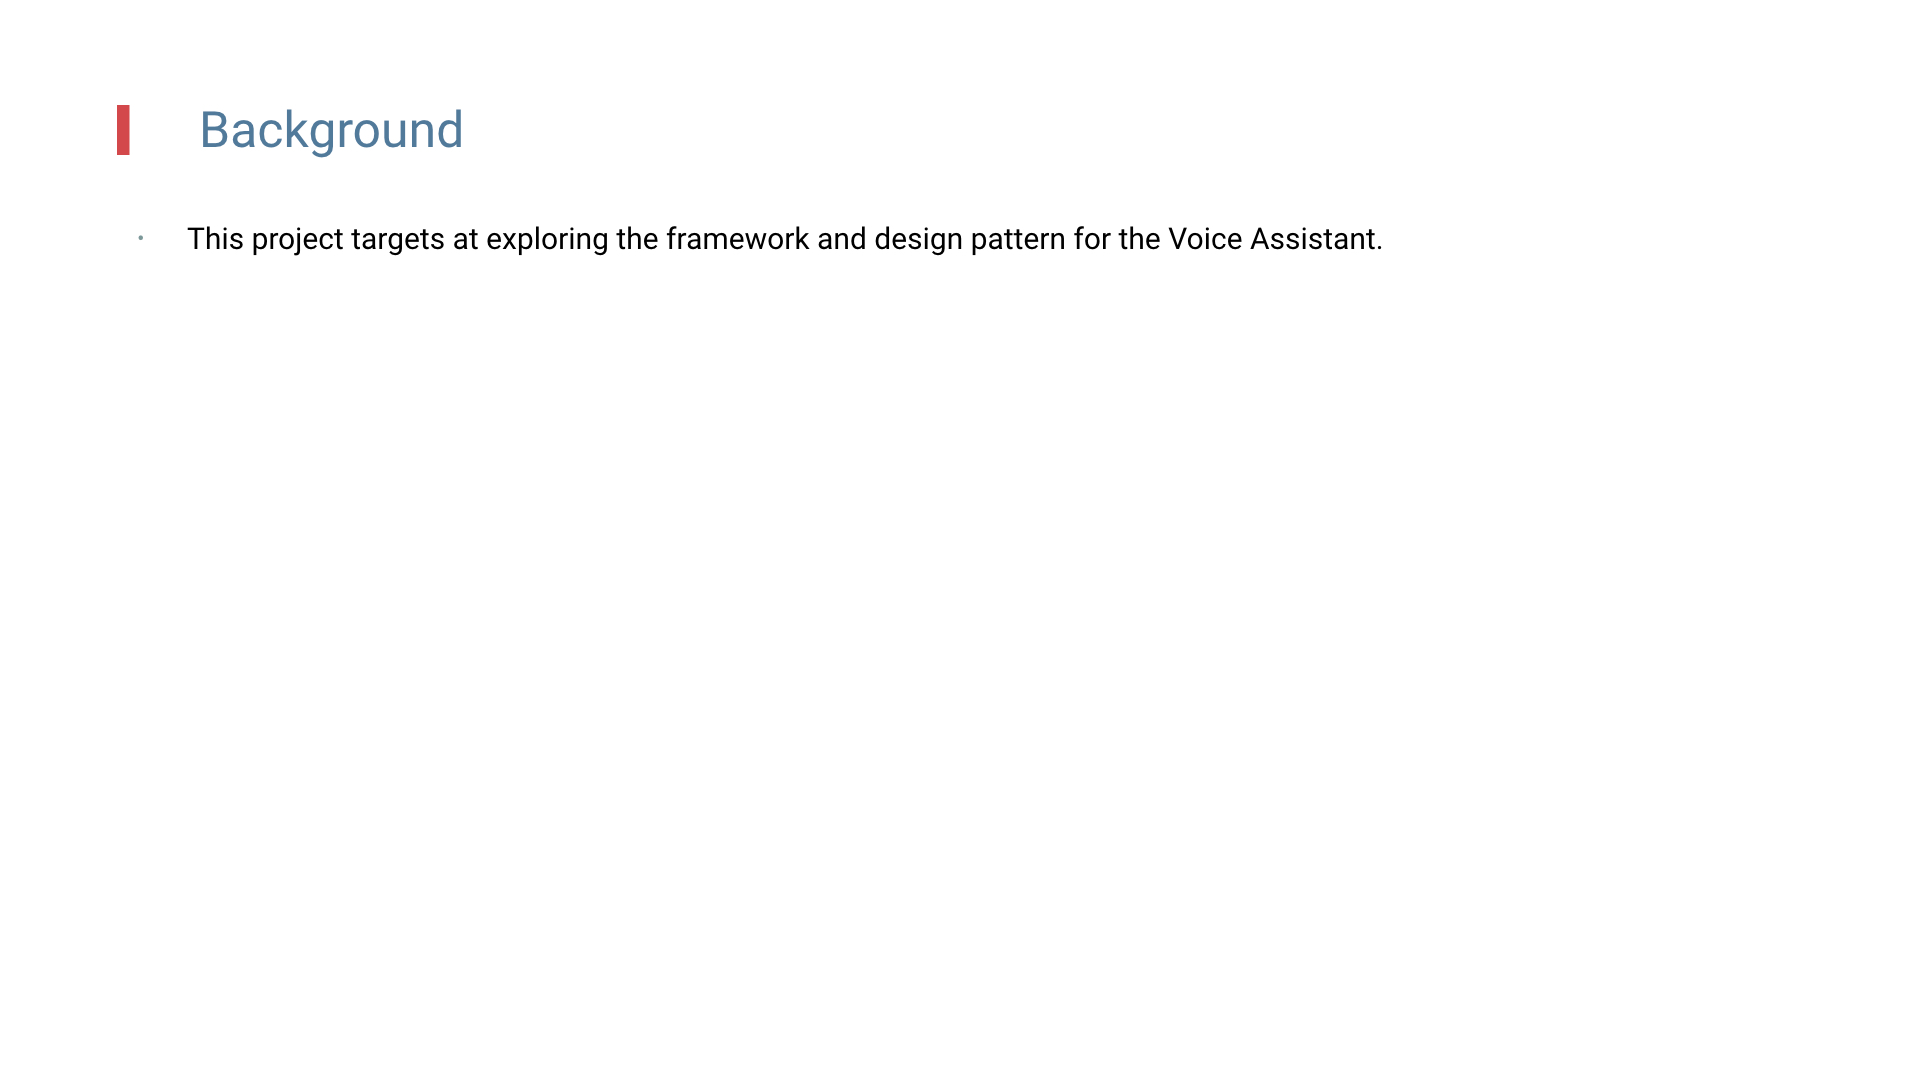 Background
• This project targets at exploring the framework and design pattern for the Voice Assistant.